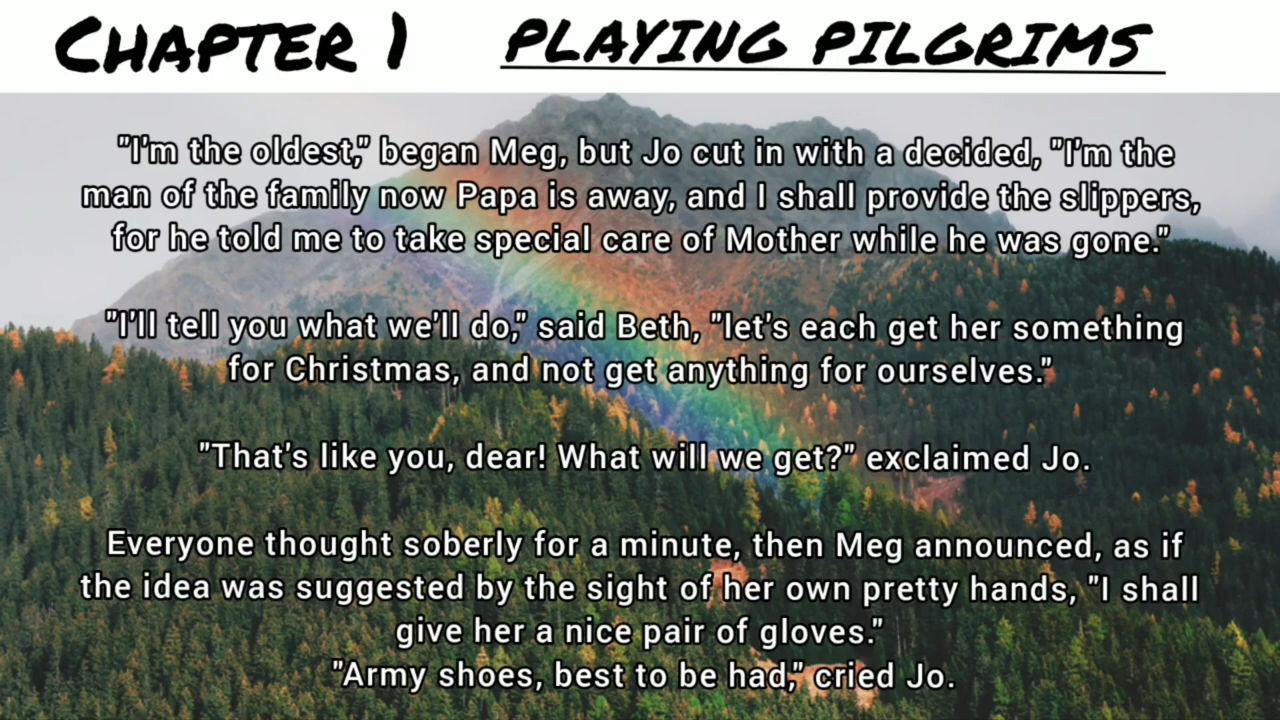 CHAPTER 1 PLAYING PILGRIMS
"I'm the oldest," began Meg, but Jo cut in with a decided, "I'm the
man of the family now Papa is away, and I shall provide the slippers,
for he told me to take special care of Mother while he was gone."
"I'll tell you what we'll do," said Beth, "let's each get her something
for Christmas, and not get anything for ourselves."
"That's like you, dear! What will we get?" exclaimed Jo.
Everyone thought soberly for a minute, then Meg announced, as if
the idea was suggested by the sight of her own pretty hands, "I shall
give her a nice pair of gloves."
"Army shoes, best to be had," cried Jo.